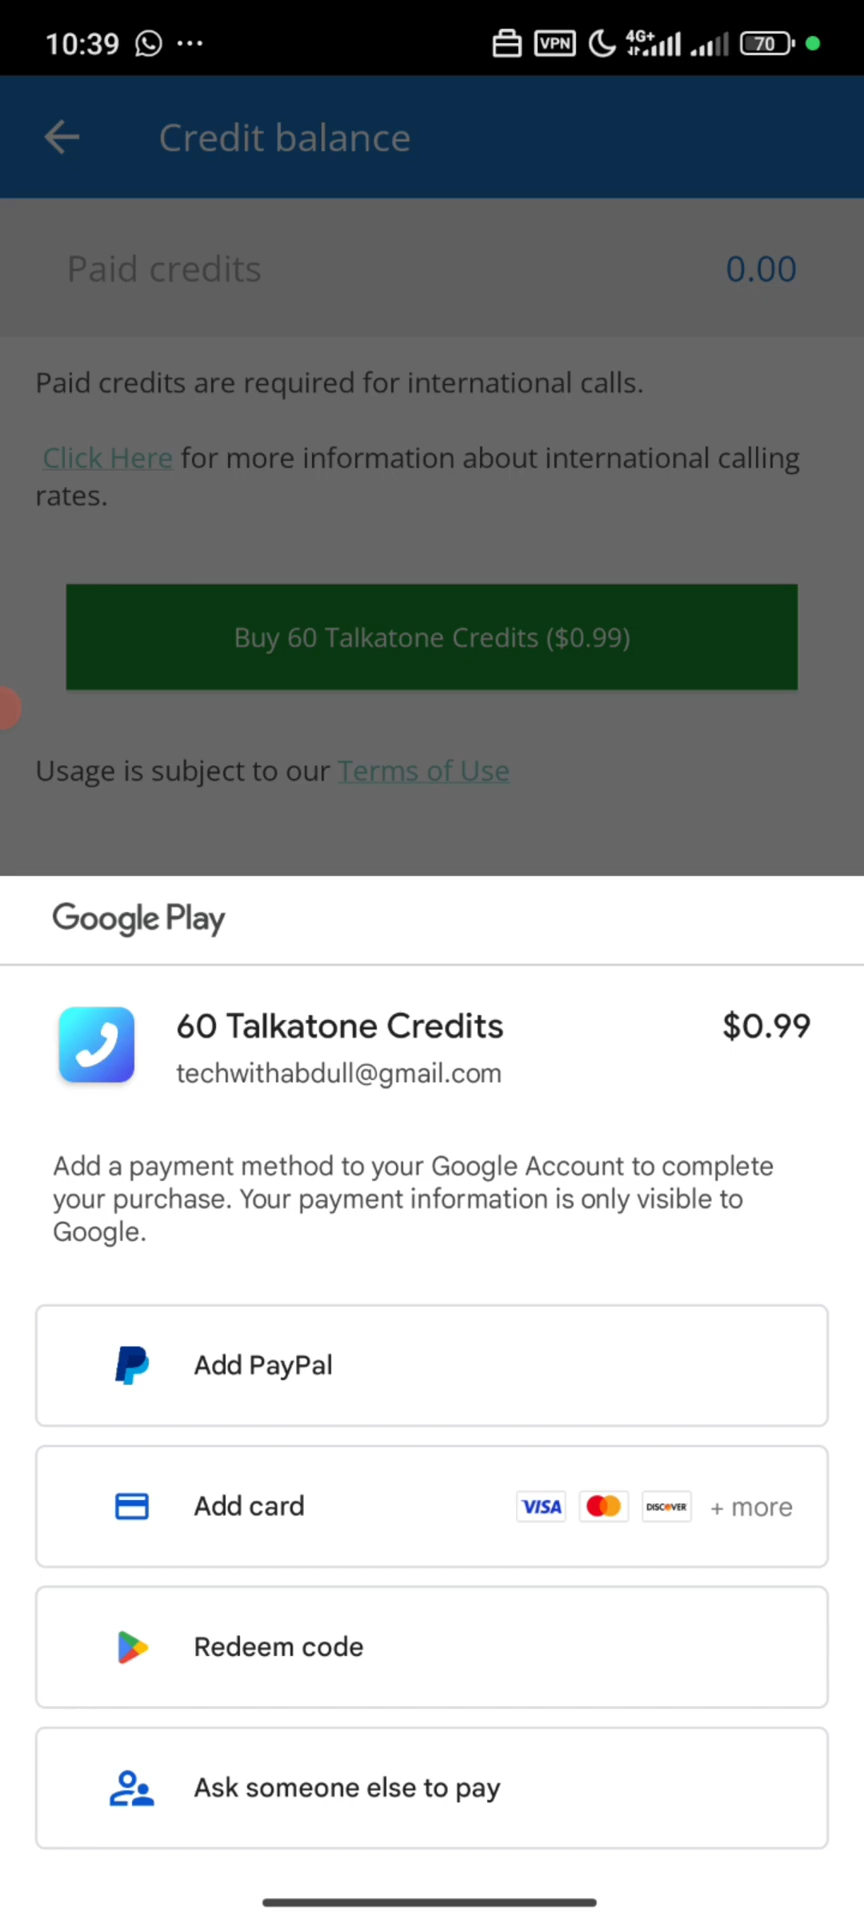 10:39
VPN 4G+ 70
Credit balance
Paid credits 0.00
Paid credits are required for international calls.
Click Here for more information about international calling
rates.
Buy 60 Talkatone Credits ($0.99)
Usage is subject to our Terms of Use
Google Play
60 Talkatone Credits $0.99
techwithabdull@gmail.com
Add a payment method to your Google Account to complete
your purchase. Your payment information is only visible to
Google.
Add PayPal
Add card VISA DISCOVER + more
Redeem code
Ask someone else to pay